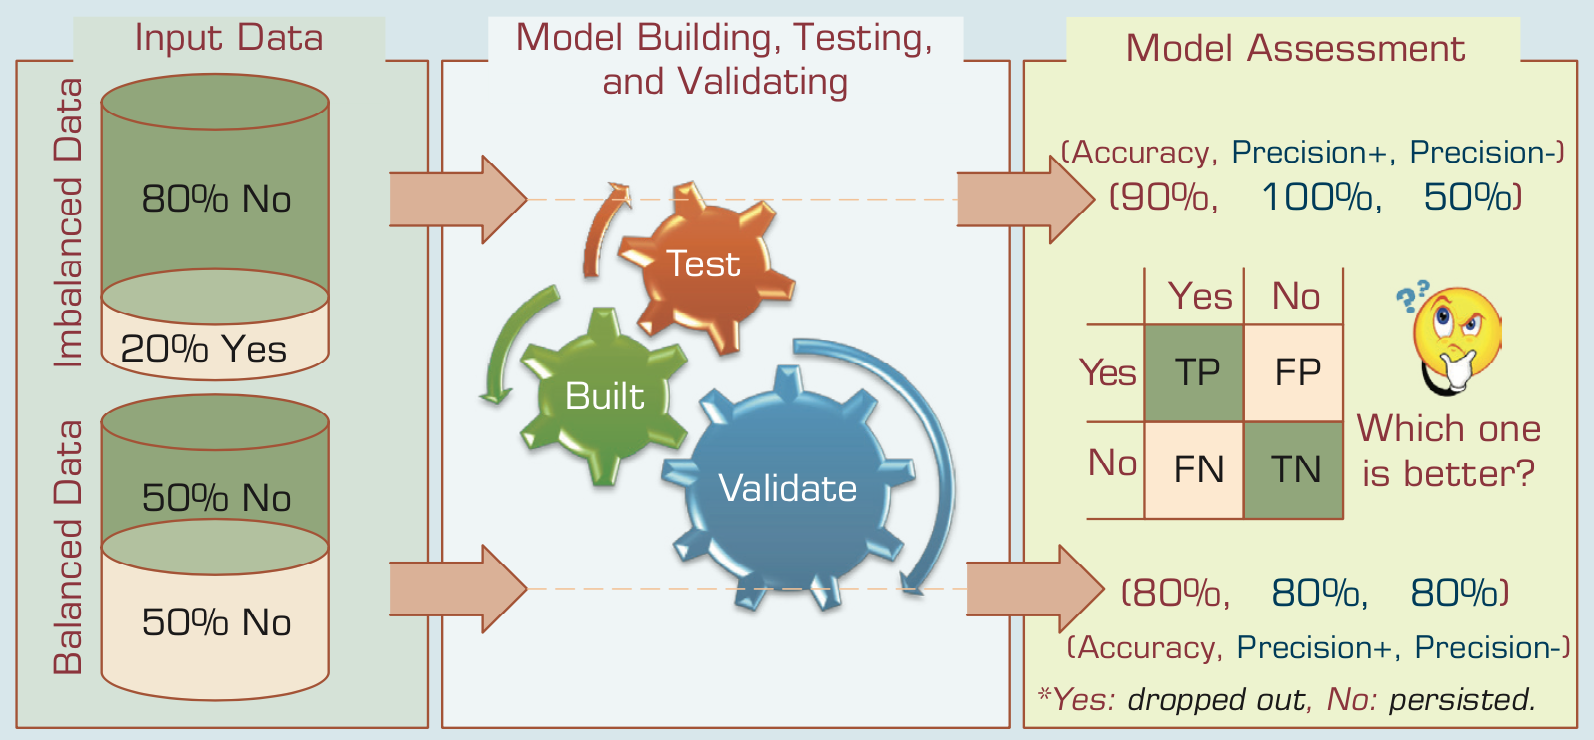 Input Data
Imbalanced Data
80% No
20% Yes
Balanced Data
50% No
50% No
Model Building, Testing,
and Validating
Test
Built
Validate
Model Assessment
(Accuracy, Precision+, Precision-)
(90%, 100%, 50%)
??
Yes No
Yes TP FP
No FN TN
Which one
is better?
(80%, 80%, 80%)
(Accuracy, Precision+, Precision-)
*Yes: dropped out, No: persisted.